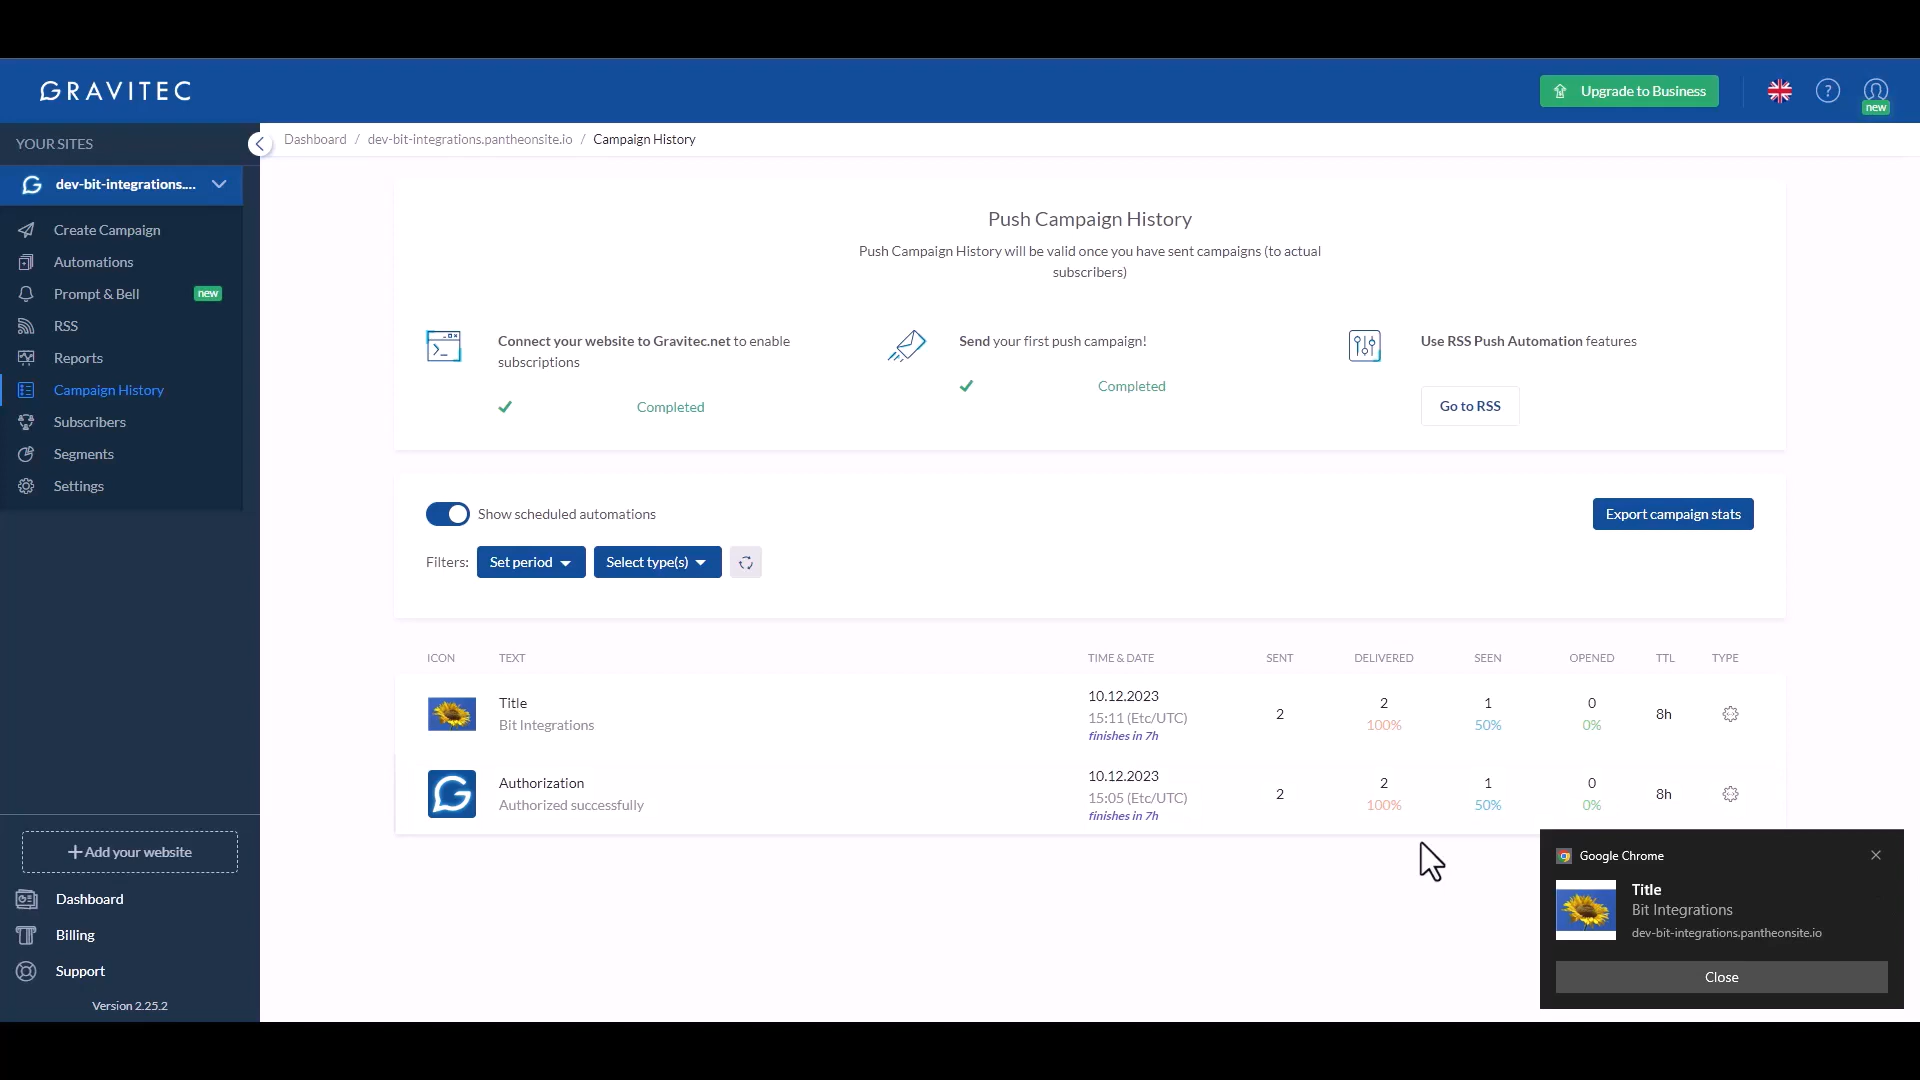 GRAVITEC
Upgrade to Business
?
new
YOUR SITES
dev-bit-integrations....
Create Campaign
Automations
Prompt & Bell
new
RSS
Reports
Campaign History
Subscribers
Segments
Settings
Add your website
Dashboard
Billing
Support
Version 2.25.2
Dashboard / dev-bit-integrations.pantheonsite.io / Campaign History
Push Campaign History
Push Campaign History will be valid once you have sent campaigns (to actual
subscribers)
Connect your website to Gravitec.net to enable
subscriptions
Completed
Send your first push campaign!
Completed
Use RSS Push Automation features
Go to RSS
Show scheduled automations
Export campaign stats
Filters:
Set period
Select type(s)
ICON TEXT TIME & DATE SENT DELIVERED SEEN OPENED TTL TYPE
Title
Bit Integrations
10.12.2023
15:11 (Etc/UTC)
finishes in 7h
2
2
100%
1
50%
0
0%
8h
Authorization
Authorized successfully
10.12.2023
15:05 (Etc/UTC)
finishes in 7h
2
2
100%
1
50%
0
0%
8h
Google Chrome
Title
Bit Integrations
dev-bit-integrations.pantheonsite.io
Close